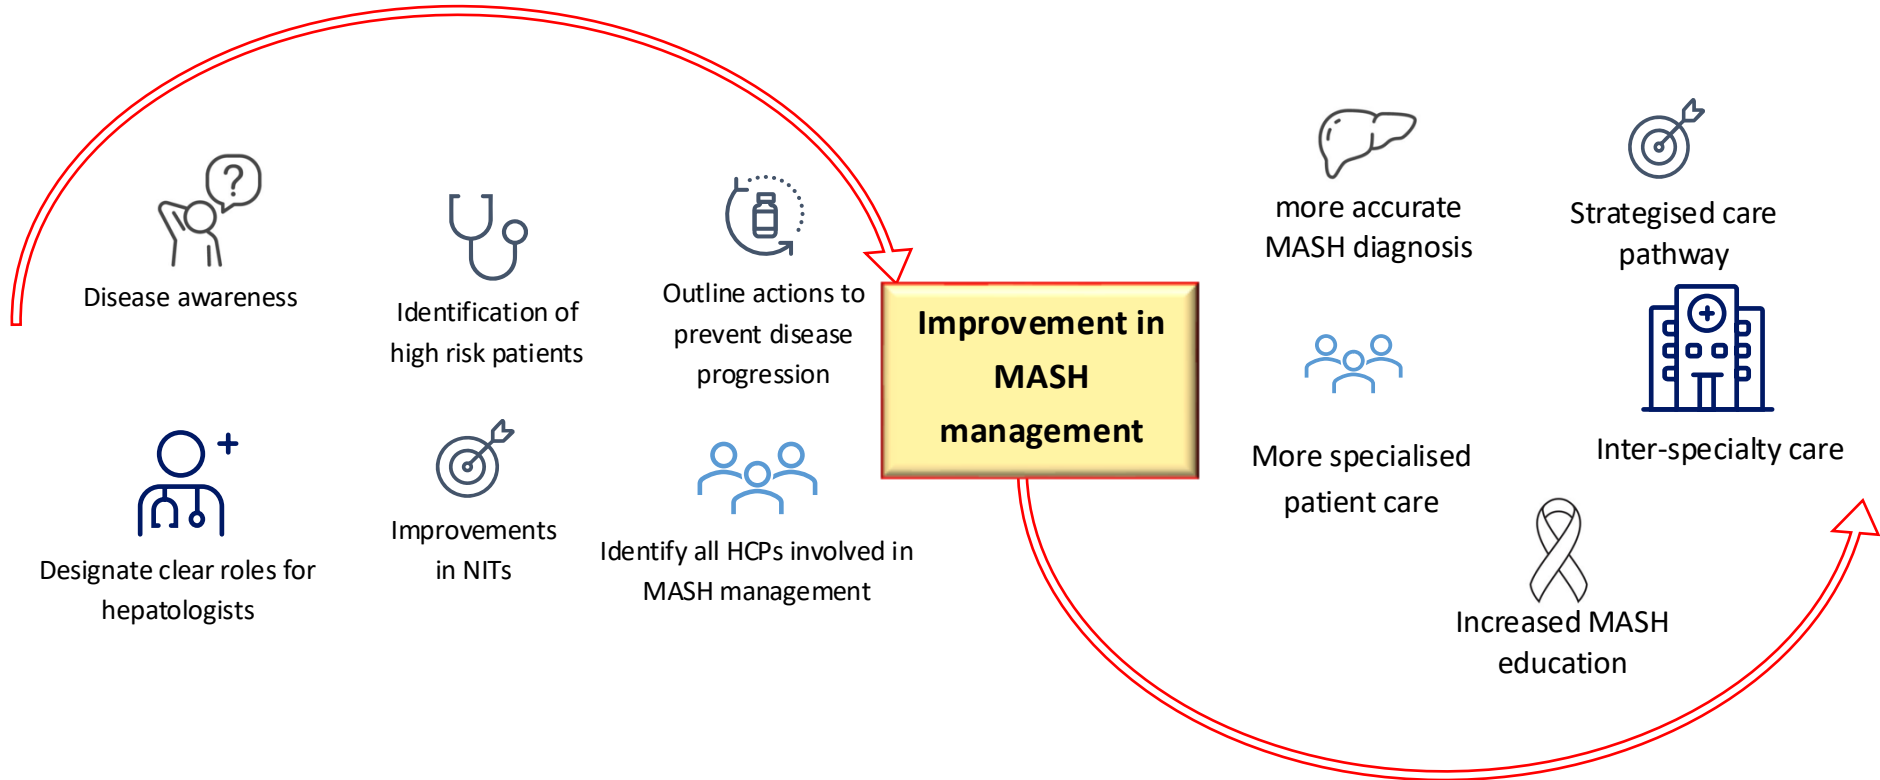 ?
Disease awareness
Identification of
high risk patients
Outline actions to
prevent disease
progression
Designate clear roles for
hepatologists
Improvements
in NITs
Identify all HCPs involved in
MASH management
Improvement in
MASH
management
more accurate
MASH diagnosis
Strategised care
pathway
More specialised
patient care
Inter-specialty care
Increased MASH
education